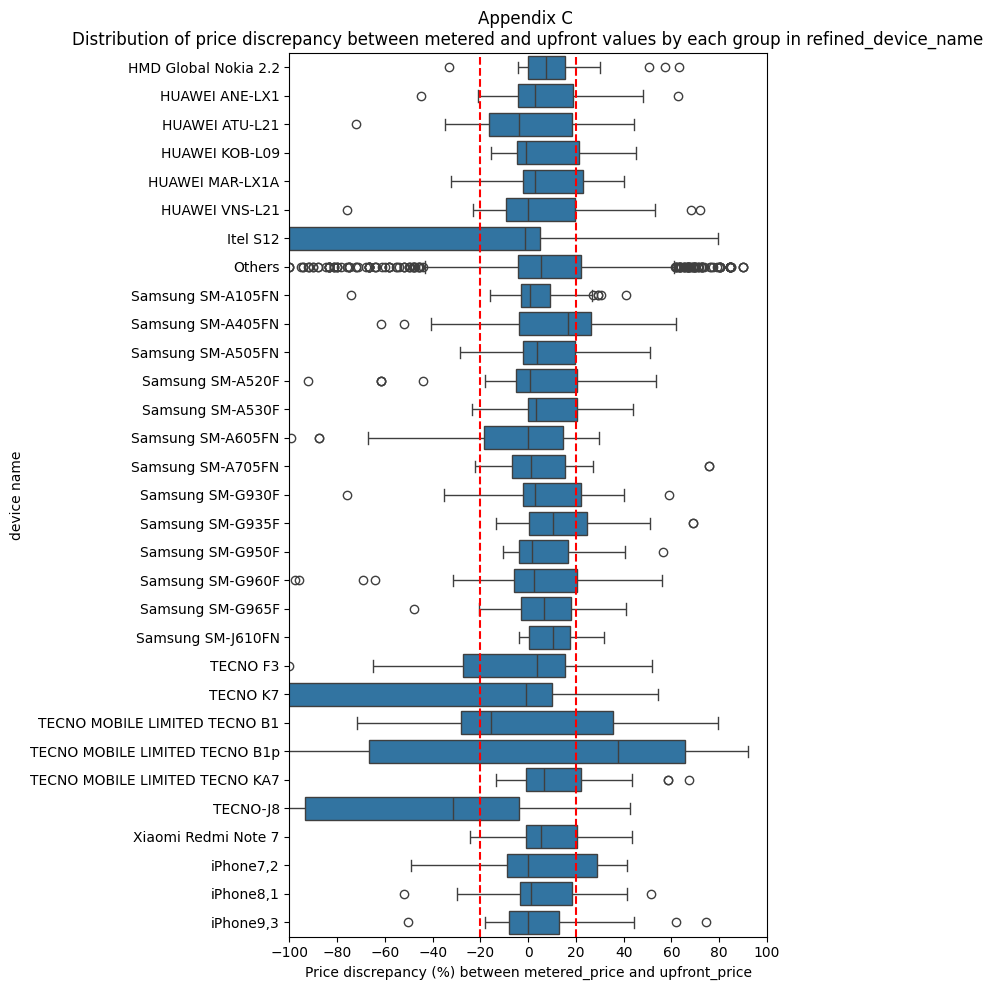 Appendix C
Distribution of price discrepancy between metered and upfront values by each group in refined_device_name
HMD Global Nokia 2.2
HUAWEI ANE-LX1
HUAWEI ATU-L21
HUAWEI KOB-L09
HUAWEI MAR-LX1A
HUAWEI VNS-L21
Itel S12
Others
Samsung SM-A105FN
Samsung SM-A405FN
Samsung SM-A505FN
Samsung SM-A520F
Samsung SM-A530F
Samsung SM-A605FN
Samsung SM-A705FN
Samsung SM-G930F
Samsung SM-G935F
Samsung SM-G950F
Samsung SM-G960F
Samsung SM-G965F
Samsung SM-J610FN
TECNO F3
TECNO K7
TECNO MOBILE LIMITED TECNO B1
TECNO MOBILE LIMITED TECNO B1p
TECNO MOBILE LIMITED TECNO KA7
TECNO-J8
Xiaomi Redmi Note 7
iPhone7,2
iPhone8,1
iPhone9,3
device name
−100 −80 −60 −40 −20 0 20 40 60 80 100
Price discrepancy (%) between metered_price and upfront_price